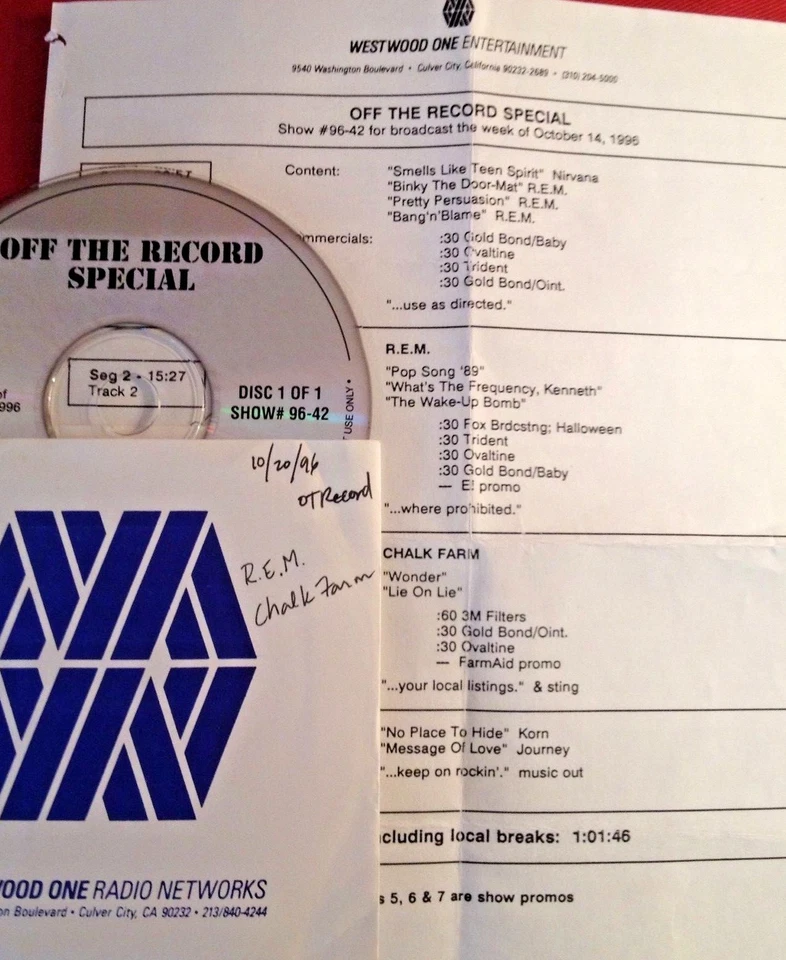 WESTWOOD ONE ENTERTAINMENT
9540 Washington Boulevard • Culver City, California 90232-2689 • (310) 204-5000
OFF THE RECORD SPECIAL
Show #96-42 for broadcast the week of October 14, 1996
Content: "Smells Like Teen Spirit" Nirvana
"Binky The Door-Mat" R.E.M.
"Pretty Persuasion" R.E.M.
"Bang'n'Blame" R.E.M.
mmercials: :30 Gold Bond/Baby
:30 Ovaltine
:30 Trident
:30 Gold Bond/Oint.
"...use as directed."
R.E.M.
"Pop Song '89"
"What's The Frequency, Kenneth"
"The Wake-Up Bomb"
:30 Fox Brdcstng; Halloween
:30 Trident
:30 Ovaltine
:30 Gold Bond/Baby
— E! promo
"...where prohibited."
CHALK FARM
"Wonder"
"Lie On Lie"
:60 3M Filters
:30 Gold Bond/Oint.
:30 Ovaltine
— FarmAid promo
"...your local listings." & sting
"No Place To Hide" Korn
"Message Of Love" Journey
"...keep on rockin'." music out
cluding local breaks: 1:01:46
s 5, 6 & 7 are show promos
OFF THE RECORD
SPECIAL
Seg 2 - 15:27
Track 2
DISC 1 OF 1
SHOW# 96-42
of
996
USE ONLY •
10/20/96
OTRecord
R.E.M.
Chalk Farm
WOOD ONE RADIO NETWORKS
on Boulevard • Culver City, CA 90232 • 213/840-4244